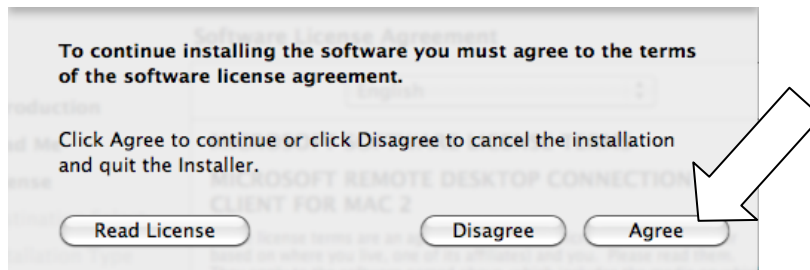 Software License Agreement
To continue installing the software you must agree to the terms
of the software license agreement.
English
Click Agree to continue or click Disagree to cancel the installation
and quit the Installer.
MICROSOFT REMOTE DESKTOP CONNECTION
CLIENT FOR MAC 2
Read License
Disagree
Agree